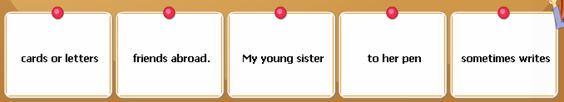 cards or letters
friends abroad.
My young sister
to her pen
sometimes writes